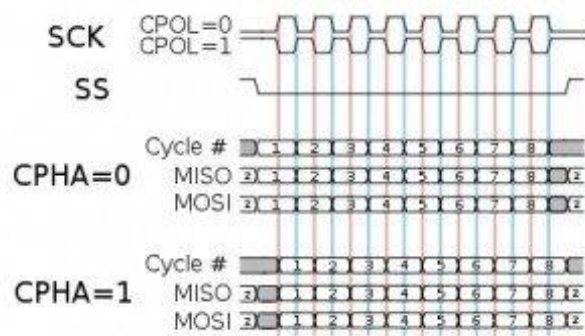 SCK CPOL=0
CPOL=1
SS
Cycle # 1 2 3 4 5 6 7 8
CPHA=0 MISO z 1 2 3 4 5 6 7 8 z
MOSI z 1 2 3 4 5 6 7 8 z
Cycle # 1 2 3 4 5 6 7 8
CPHA=1 MISO z 1 2 3 4 5 6 7 8 z
MOSI z 1 2 3 4 5 6 7 8 z